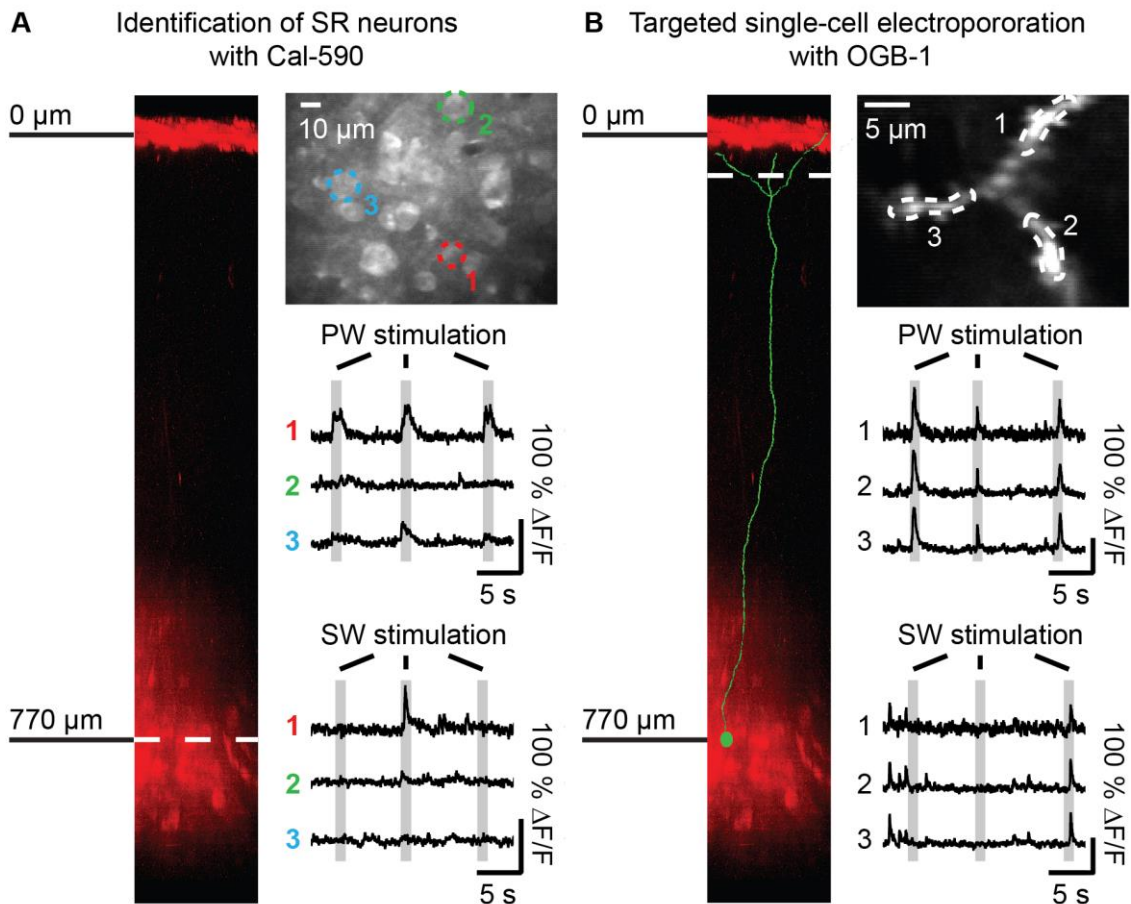 A
Identification of SR neurons
with Cal-590
0 µm
10 µm
2
3
1
PW stimulation
1
2
3
100 % ΔF/F
5 s
SW stimulation
770 µm
1
2
3
100 % ΔF/F
5 s
B
Targeted single-cell electropororation
with OGB-1
0 µm
5 µm
1
2
3
PW stimulation
1
2
3
100 % ΔF/F
5 s
SW stimulation
770 µm
1
2
3
100 % ΔF/F
5 s